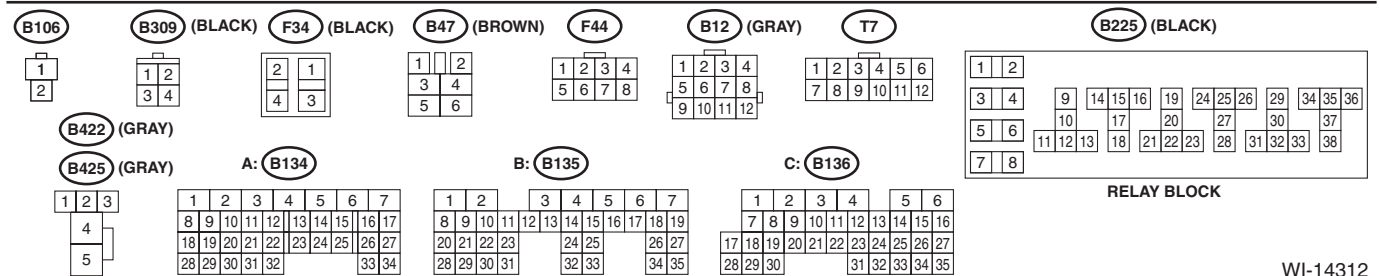 B106 B309 (BLACK) F34 (BLACK) B47 (BROWN) F44 B12 (GRAY) T7 B225 (BLACK)
1
2
1 2
3 4
2 1
4 3
1 2
3 4
5 6
1 2 3 4
5 6 7 8
1 2 3 4
5 6 7 8
9 10 11 12
1 2 3 4 5 6
7 8 9 10 11 12
1 2
3 4 9 14 15 16 19 24 25 26 29 34 35 36
10 17 20 27 30 37
5 6 11 12 13 18 21 22 23 28 31 32 33 38
7 8
RELAY BLOCK
B422 (GRAY)
B425 (GRAY)
1 2 3
4
5
A: B134
1 2 3 4 5 6 7
8 9 10 11 12 13 14 15 16 17
18 19 20 21 22 23 24 25 26 27
28 29 30 31 32 33 34
B: B135
1 2 3 4 5 6 7
8 9 10 11 12 13 14 15 16 17 18 19
20 21 22 23 24 25 26 27
28 29 30 31 32 33 34 35
C: B136
1 2 3 4 5 6
7 8 9 10 11 12 13 14 15 16
17 18 19 20 21 22 23 24 25 26 27
28 29 30 31 32 33 34 35
WI-14312